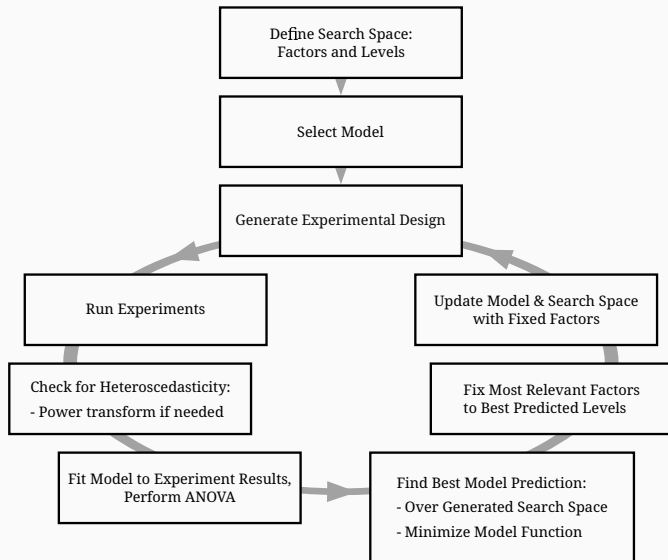 Define Search Space:
Factors and Levels
Select Model
Generate Experimental Design
Run Experiments
Update Model & Search Space
with Fixed Factors
Check for Heteroscedasticity:
- Power transform if needed
Fix Most Relevant Factors
to Best Predicted Levels
Fit Model to Experiment Results,
Perform ANOVA
Find Best Model Prediction:
- Over Generated Search Space
- Minimize Model Function